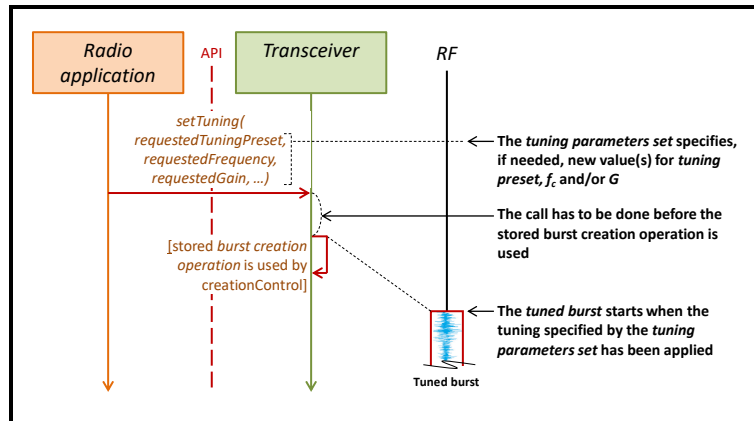 Radio
application
API
Transceiver
RF
setTuning(
requestedTuningPreset,
requestedFrequency,
requestedGain, ...)
The tuning parameters set specifies,
if needed, new value(s) for tuning
preset, fc and/or G
The call has to be done before the
stored burst creation operation is
used
[stored burst creation
operation is used by
creationControl]
The tuned burst starts when the
tuning specified by the tuning
parameters set has been applied
Tuned burst